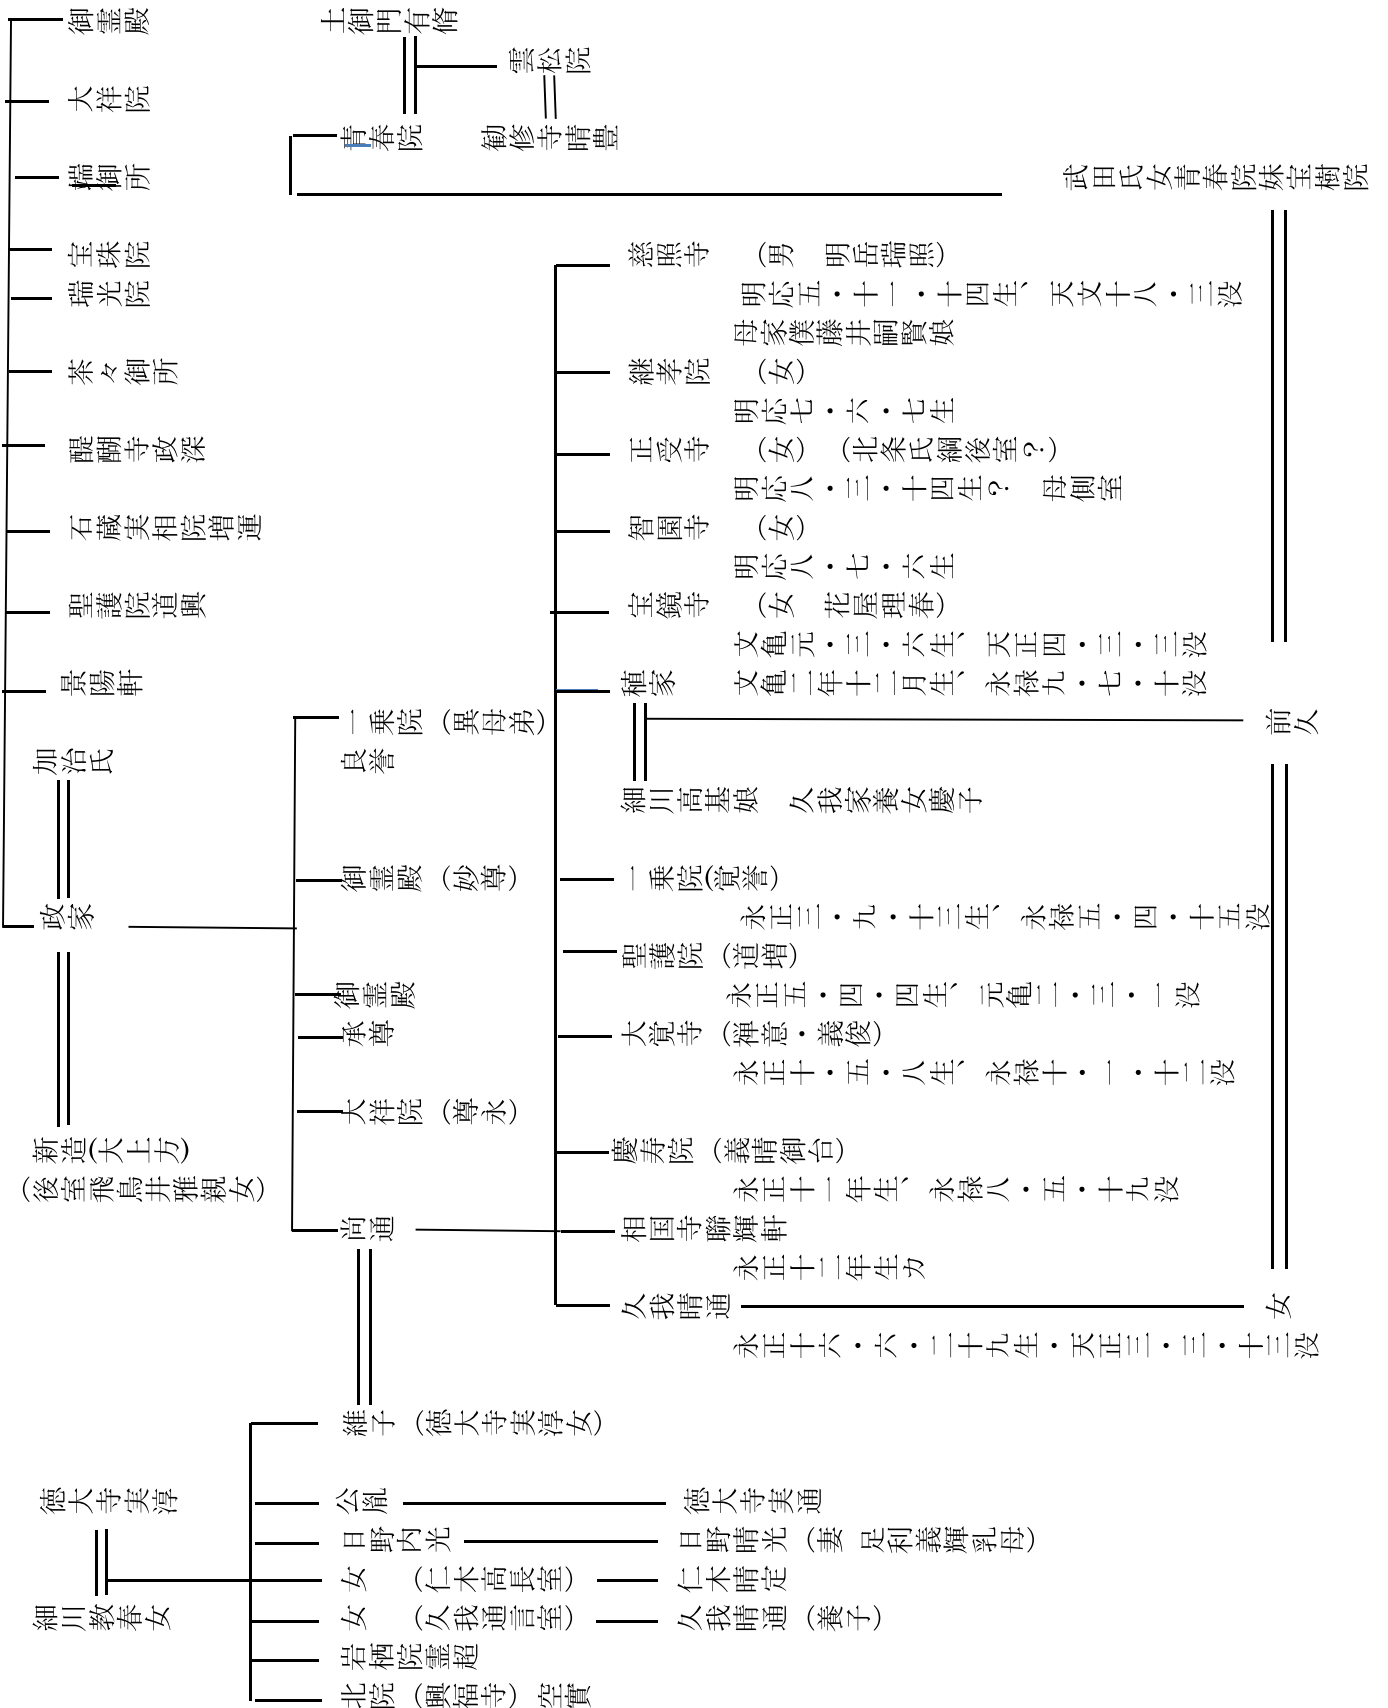 御霊殿
大祥院
瑞御所
宝珠院
瑞光院
茶々御所
醍醐寺政深
石蔵実相院増運
聖護院道興
景陽軒
加治氏
政家
新造(大上方)
（後室飛鳥井雅親女）
徳大寺実淳
細川教春女
土御門有脩
雲松院
青春院
勧修寺晴豊
武田氏女青春院妹宝樹院
一乗院（異母弟）
良誉
御霊殿（妙尊）
御霊殿
承尊
大祥院（尊永）
尚通
維子（徳大寺実淳女）
公胤
徳大寺実通
日野内光
日野晴光（妻 足利義輝乳母）
女　（仁木高長室）
仁木晴定
女　（久我通言室）
久我晴通（養子）
岩栖院霊超
北院（興福寺）空實
慈照寺　（男　明岳瑞照）
明応五・十一・十四生、天文十八・三没
母家僕藤井嗣賢娘
継孝院　（女）
明応七・六・七生
正受寺　（女）（北条氏綱後室？）
明応八・三・十四生？　母側室
智園寺　（女）
明応八・七・六生
宝鏡寺　（女　花屋理春）
文亀元・三・六生、天正四・三・三没
稙家　文亀二年十二月生、永禄九・七・十没
前久
細川高基娘　久我家養女慶子
一乗院(覚誉）
永正三・九・十三生、永禄五・四・十五没
聖護院（道増）
永正五・四・四生、元亀二・三・一没
大覚寺（禅意・義俊）
永正十・五・八生、永禄十・一・十二没
慶寿院（義晴御台）
永正十一年生、永禄八・五・十九没
相国寺聯輝軒
永正十二年生カ
久我晴通
女
永正十六・六・二十九生・天正三・三・十三没